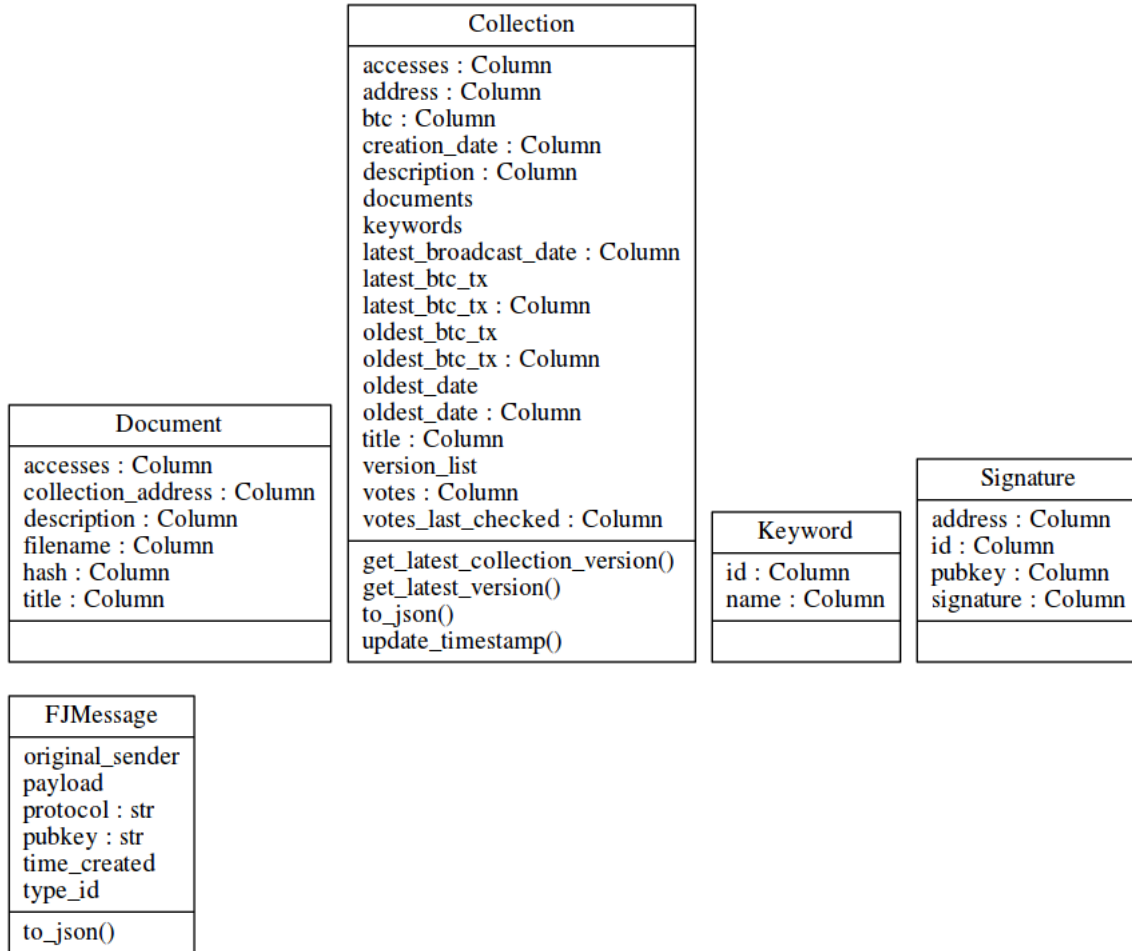 Collection
accesses : Column
address : Column
btc : Column
creation_date : Column
description : Column
documents
keywords
latest_broadcast_date : Column
latest_btc_tx
latest_btc_tx : Column
oldest_btc_tx
oldest_btc_tx : Column
oldest_date
oldest_date : Column
title : Column
version_list
votes : Column
votes_last_checked : Column
get_latest_collection_version()
get_latest_version()
to_json()
update_timestamp()
Document
accesses : Column
collection_address : Column
description : Column
filename : Column
hash : Column
title : Column
Keyword
id : Column
name : Column
Signature
address : Column
id : Column
pubkey : Column
signature : Column
FJMessage
original_sender
payload
protocol : str
pubkey : str
time_created
type_id
to_json()